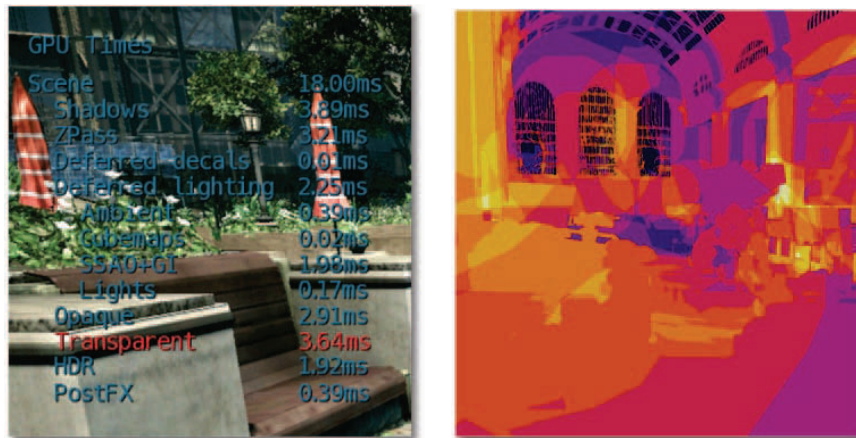 GPU Times
Scene 18.00ms
Shadows 3.89ms
ZPass 3.21ms
Deferred decals 0.01ms
Deferred lighting 2.25ms
Ambient 0.39ms
Cubemaps 0.02ms
SSAO+GI 1.98ms
Lights 0.17ms
Opaque 2.91ms
Transparent 3.64ms
HDR 1.92ms
PostFX 0.39ms